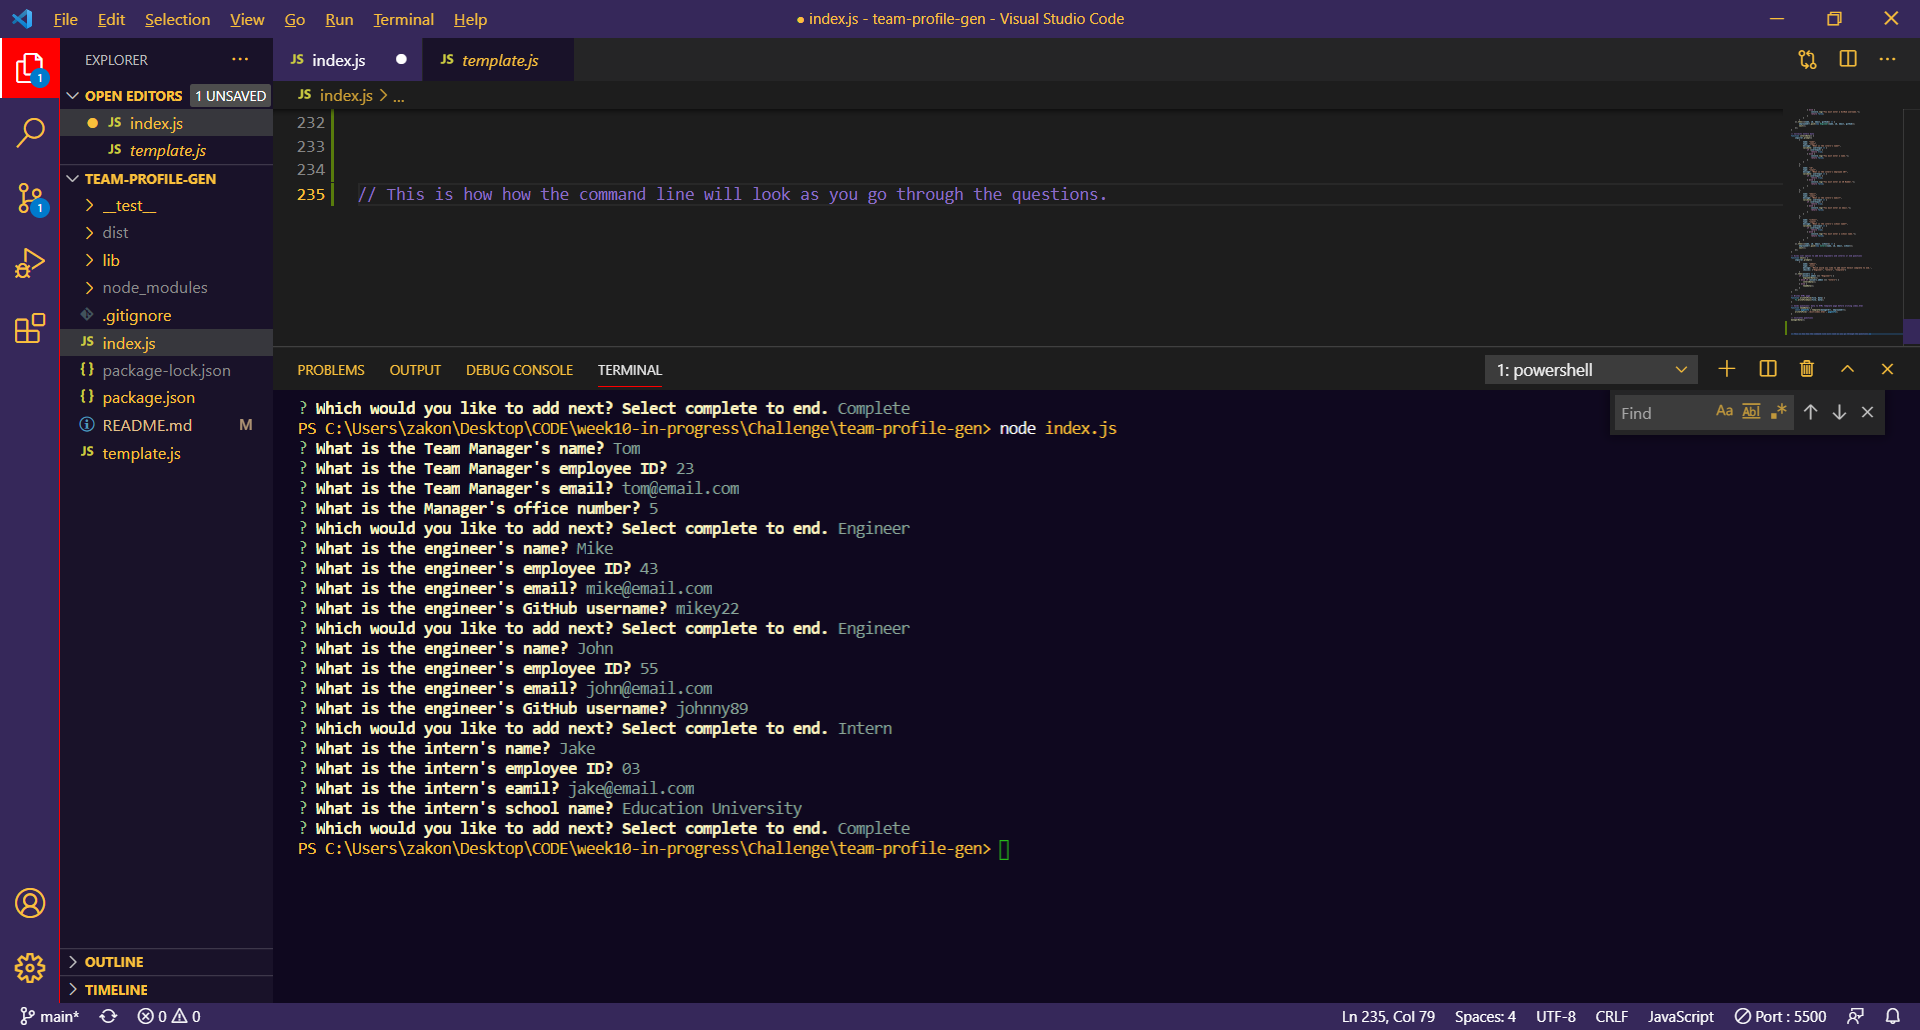 File Edit Selection View Go Run Terminal Help
● index.js - team-profile-gen - Visual Studio Code
EXPLORER
1
OPEN EDITORS 1 UNSAVED
JS index.js
JS template.js
TEAM-PROFILE-GEN
__test__
dist
lib
node_modules
.gitignore
JS index.js
{} package-lock.json
{} package.json
README.md M
JS template.js
1
OUTLINE
TIMELINE
JS index.js
JS template.js
JS index.js > ...
232
233
234
235 // This is how how the command line will look as you go through the questions.
PROBLEMS OUTPUT DEBUG CONSOLE TERMINAL
1: powershell
Find Aa Abl .*
? Which would you like to add next? Select complete to end. Complete
PS C:\Users\zakon\Desktop\CODE\week10-in-progress\Challenge\team-profile-gen> node index.js
? What is the Team Manager's name? Tom
? What is the Team Manager's employee ID? 23
? What is the Team Manager's email? tom@email.com
? What is the Manager's office number? 5
? Which would you like to add next? Select complete to end. Engineer
? What is the engineer's name? Mike
? What is the engineer's employee ID? 43
? What is the engineer's email? mike@email.com
? What is the engineer's GitHub username? mikey22
? Which would you like to add next? Select complete to end. Engineer
? What is the engineer's name? John
? What is the engineer's employee ID? 55
? What is the engineer's email? john@email.com
? What is the engineer's GitHub username? johnny89
? Which would you like to add next? Select complete to end. Intern
? What is the intern's name? Jake
? What is the intern's employee ID? 03
? What is the intern's eamil? jake@email.com
? What is the intern's school name? Education University
? Which would you like to add next? Select complete to end. Complete
PS C:\Users\zakon\Desktop\CODE\week10-in-progress\Challenge\team-profile-gen>
main* 0 0
Ln 235, Col 79 Spaces: 4 UTF-8 CRLF JavaScript Port : 5500